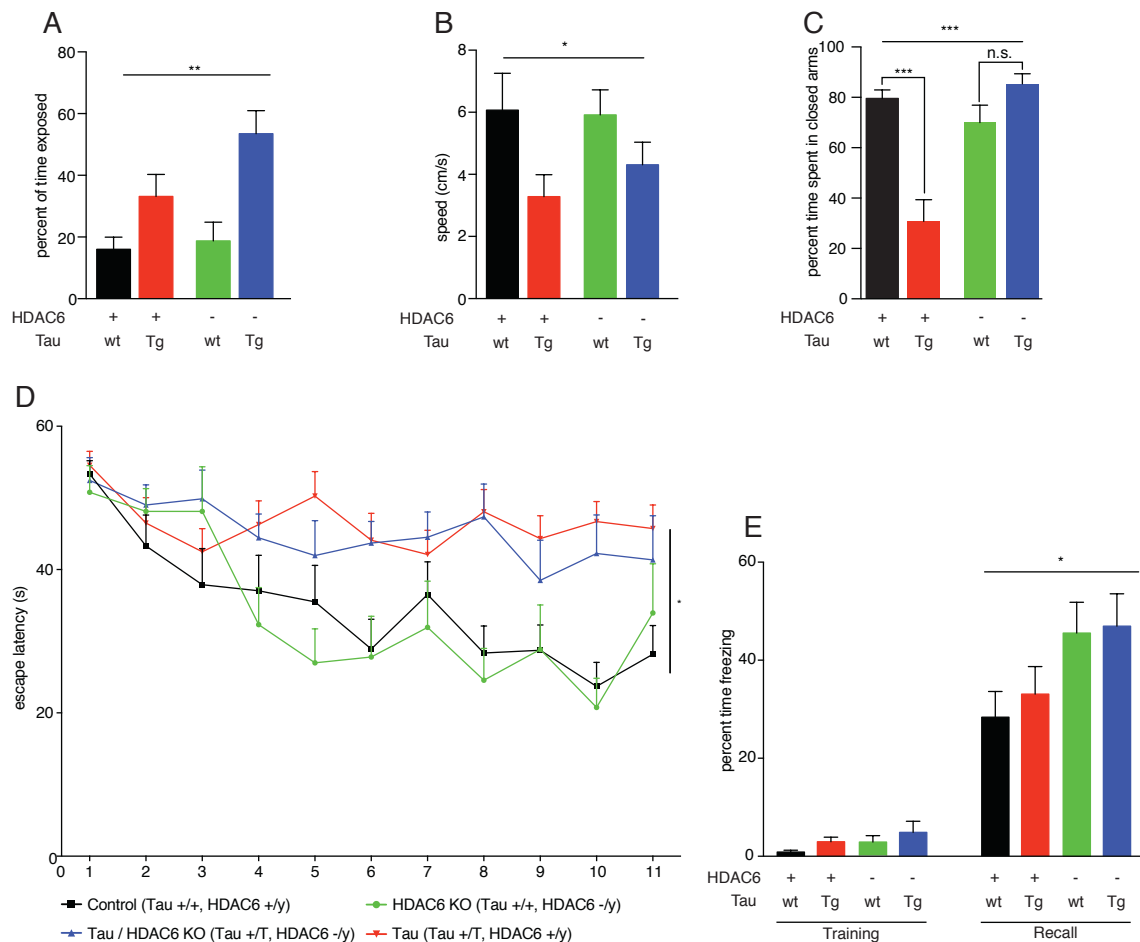 A
percent of time exposed
80
60
40
20
0
**
HDAC6 + + - -
Tau wt Tg wt Tg
B
speed (cm/s)
8
6
4
2
0
*
HDAC6 + + - -
Tau wt Tg wt Tg
C
percent time spent in closed arms
100
80
60
40
20
0
***
***
n.s.
HDAC6 + + - -
Tau wt Tg wt Tg
D
escape latency (s)
60
40
20
0
*
0 1 2 3 4 5 6 7 8 9 10 11
Control (Tau +/+, HDAC6 +/y) HDAC6 KO (Tau +/+, HDAC6 -/y)
Tau / HDAC6 KO (Tau +/T, HDAC6 -/y) Tau (Tau +/T, HDAC6 +/y)
E
percent time freezing
60
40
20
0
*
HDAC6 + + - - + + - -
Tau wt Tg wt Tg wt Tg wt Tg
Training Recall